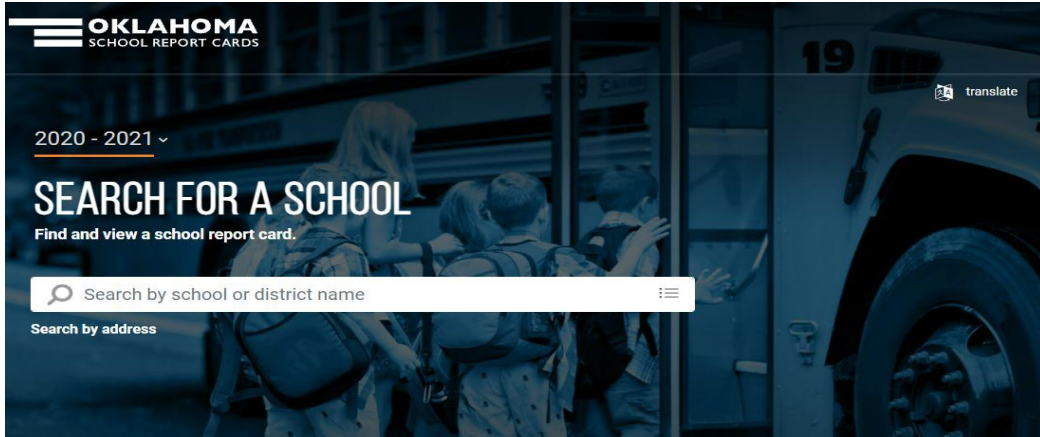 OKLAHOMA
SCHOOL REPORT CARDS
19
translate
2020 - 2021
SEARCH FOR A SCHOOL
Find and view a school report card.
Search by school or district name
Search by address